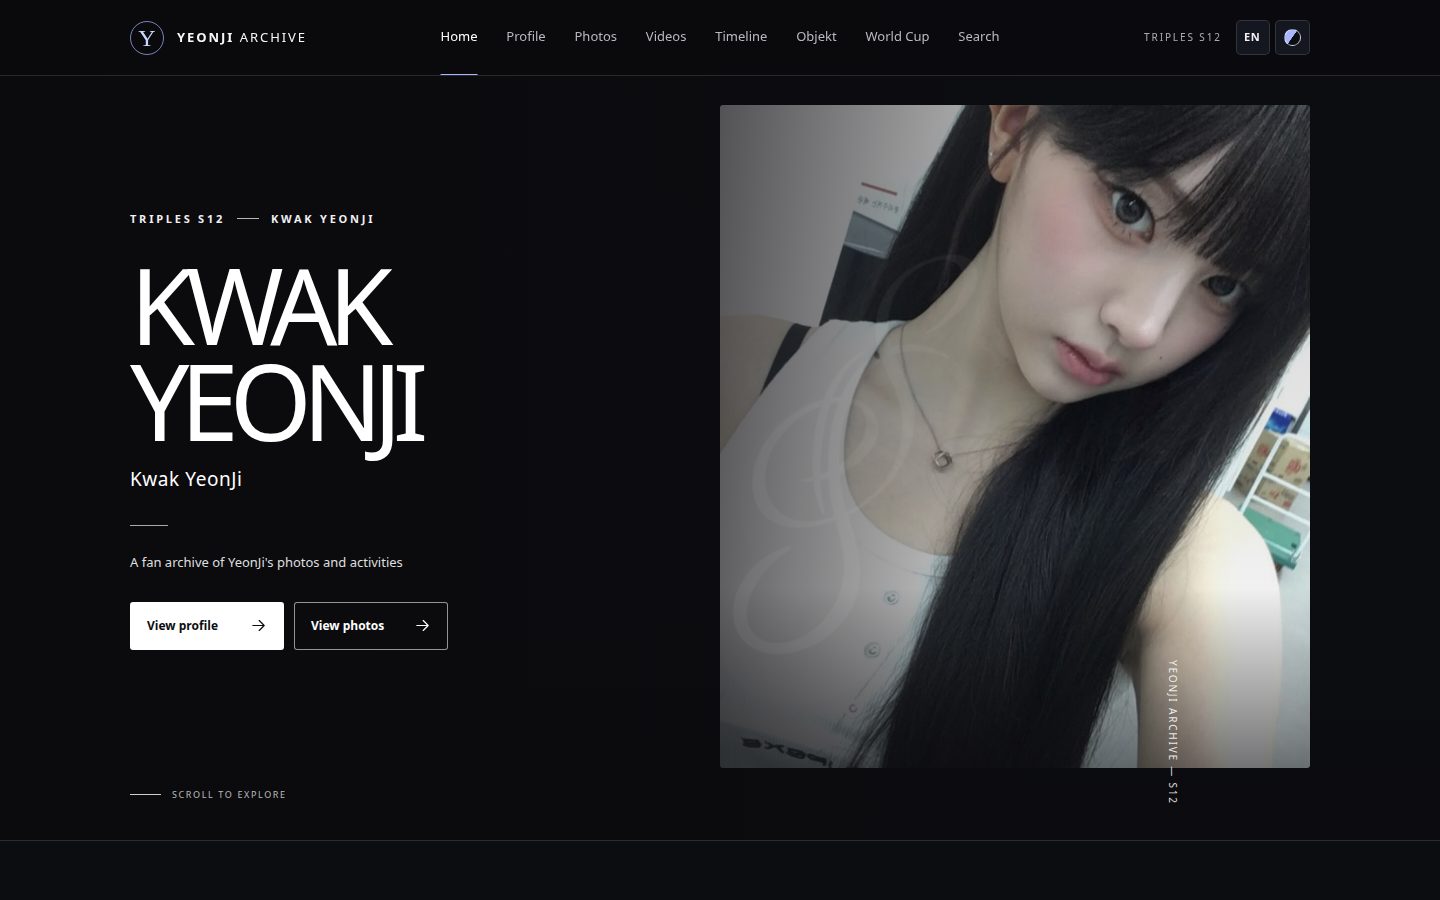 Y
YEONJI ARCHIVE
Home
Profile
Photos
Videos
Timeline
Objekt
World Cup
Search
TRIPLES S12
EN
TRIPLES S12 — KWAK YEONJI
KWAK
YEONJI
Kwak YeonJi
A fan archive of YeonJi's photos and activities
View profile →
View photos →
SCROLL TO EXPLORE
YEONJI ARCHIVE — S12